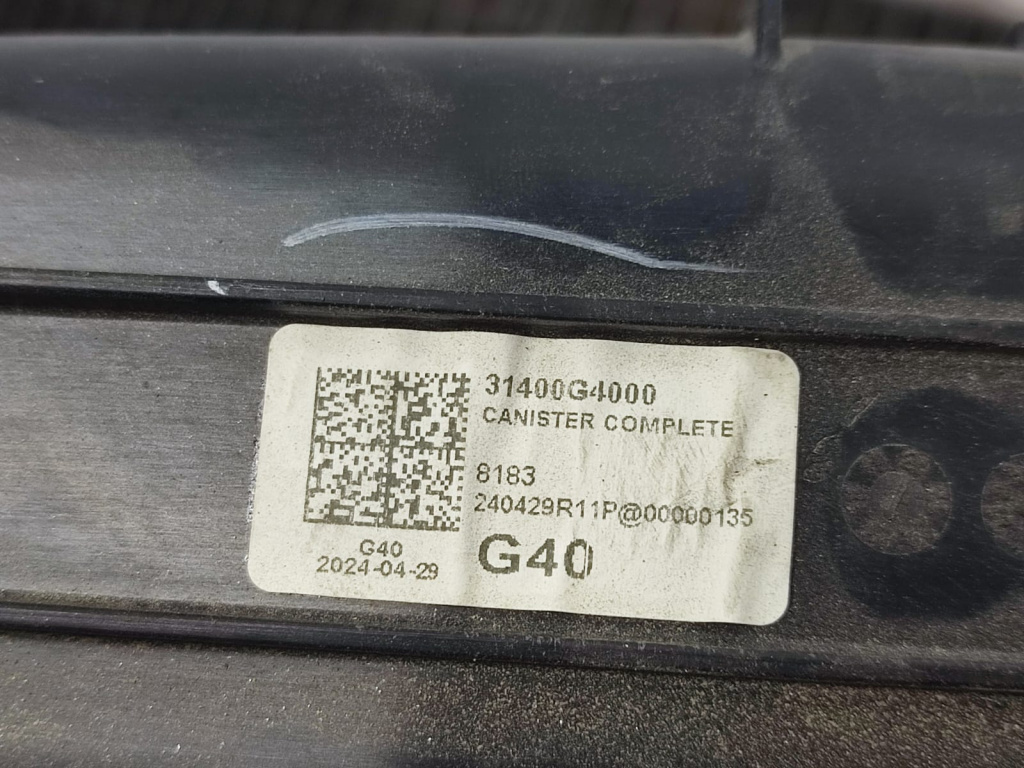 31400G4000
CANISTER COMPLETE
8183
240429R11P@00000135
G40
2024-04-29
G40